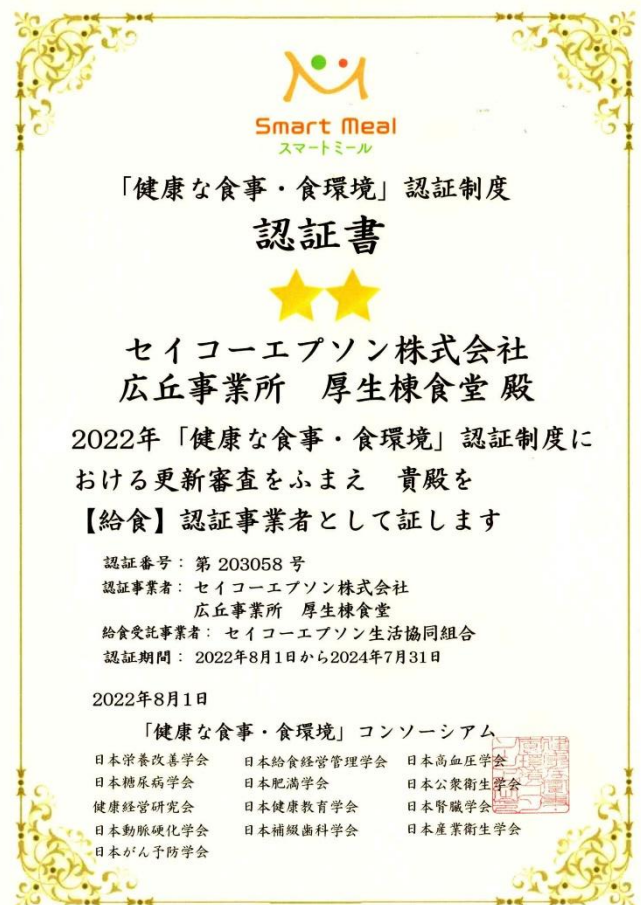 Smart Meal
スマートミール
「健康な食事・食環境」認証制度
認証書
セイコーエプソン株式会社
広丘事業所　厚生棟食堂 殿
2022年「健康な食事・食環境」認証制度に
おける更新審査をふまえ　貴殿を
【給食】認証事業者として証します
認証番号： 第 203058 号
認証事業者： セイコーエプソン株式会社
広丘事業所　厚生棟食堂
給食受託事業者： セイコーエプソン生活協同組合
認証期間： 2022年8月1日から2024年7月31日
2022年8月1日
「健康な食事・食環境」コンソーシアム
日本栄養改善学会　日本給食経営管理学会　日本高血圧学会
日本糖尿病学会　日本肥満学会　日本公衆衛生学会
健康経営研究会　日本健康教育学会　日本腎臓学会
日本動脈硬化学会　日本補綴歯科学会　日本産業衛生学会
日本がん予防学会